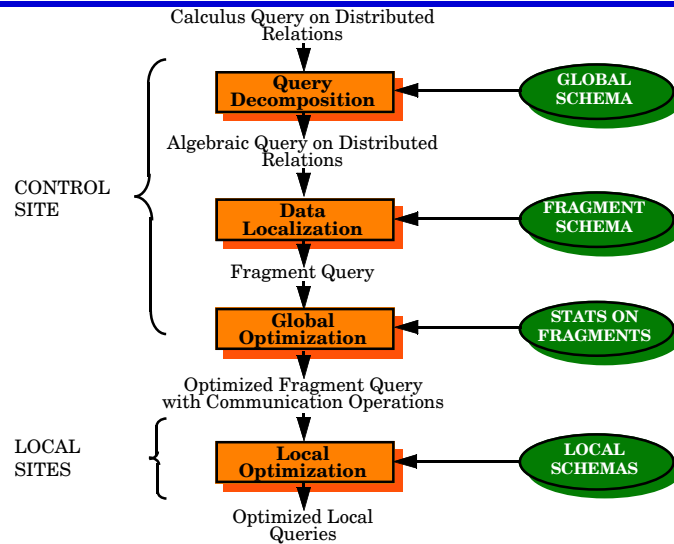 Calculus Query on Distributed
Relations
Query
Decomposition
GLOBAL
SCHEMA
Algebraic Query on Distributed
Relations
CONTROL
SITE
Data
Localization
FRAGMENT
SCHEMA
Fragment Query
Global
Optimization
STATS ON
FRAGMENTS
Optimized Fragment Query
with Communication Operations
LOCAL
SITES
Local
Optimization
LOCAL
SCHEMAS
Optimized Local
Queries